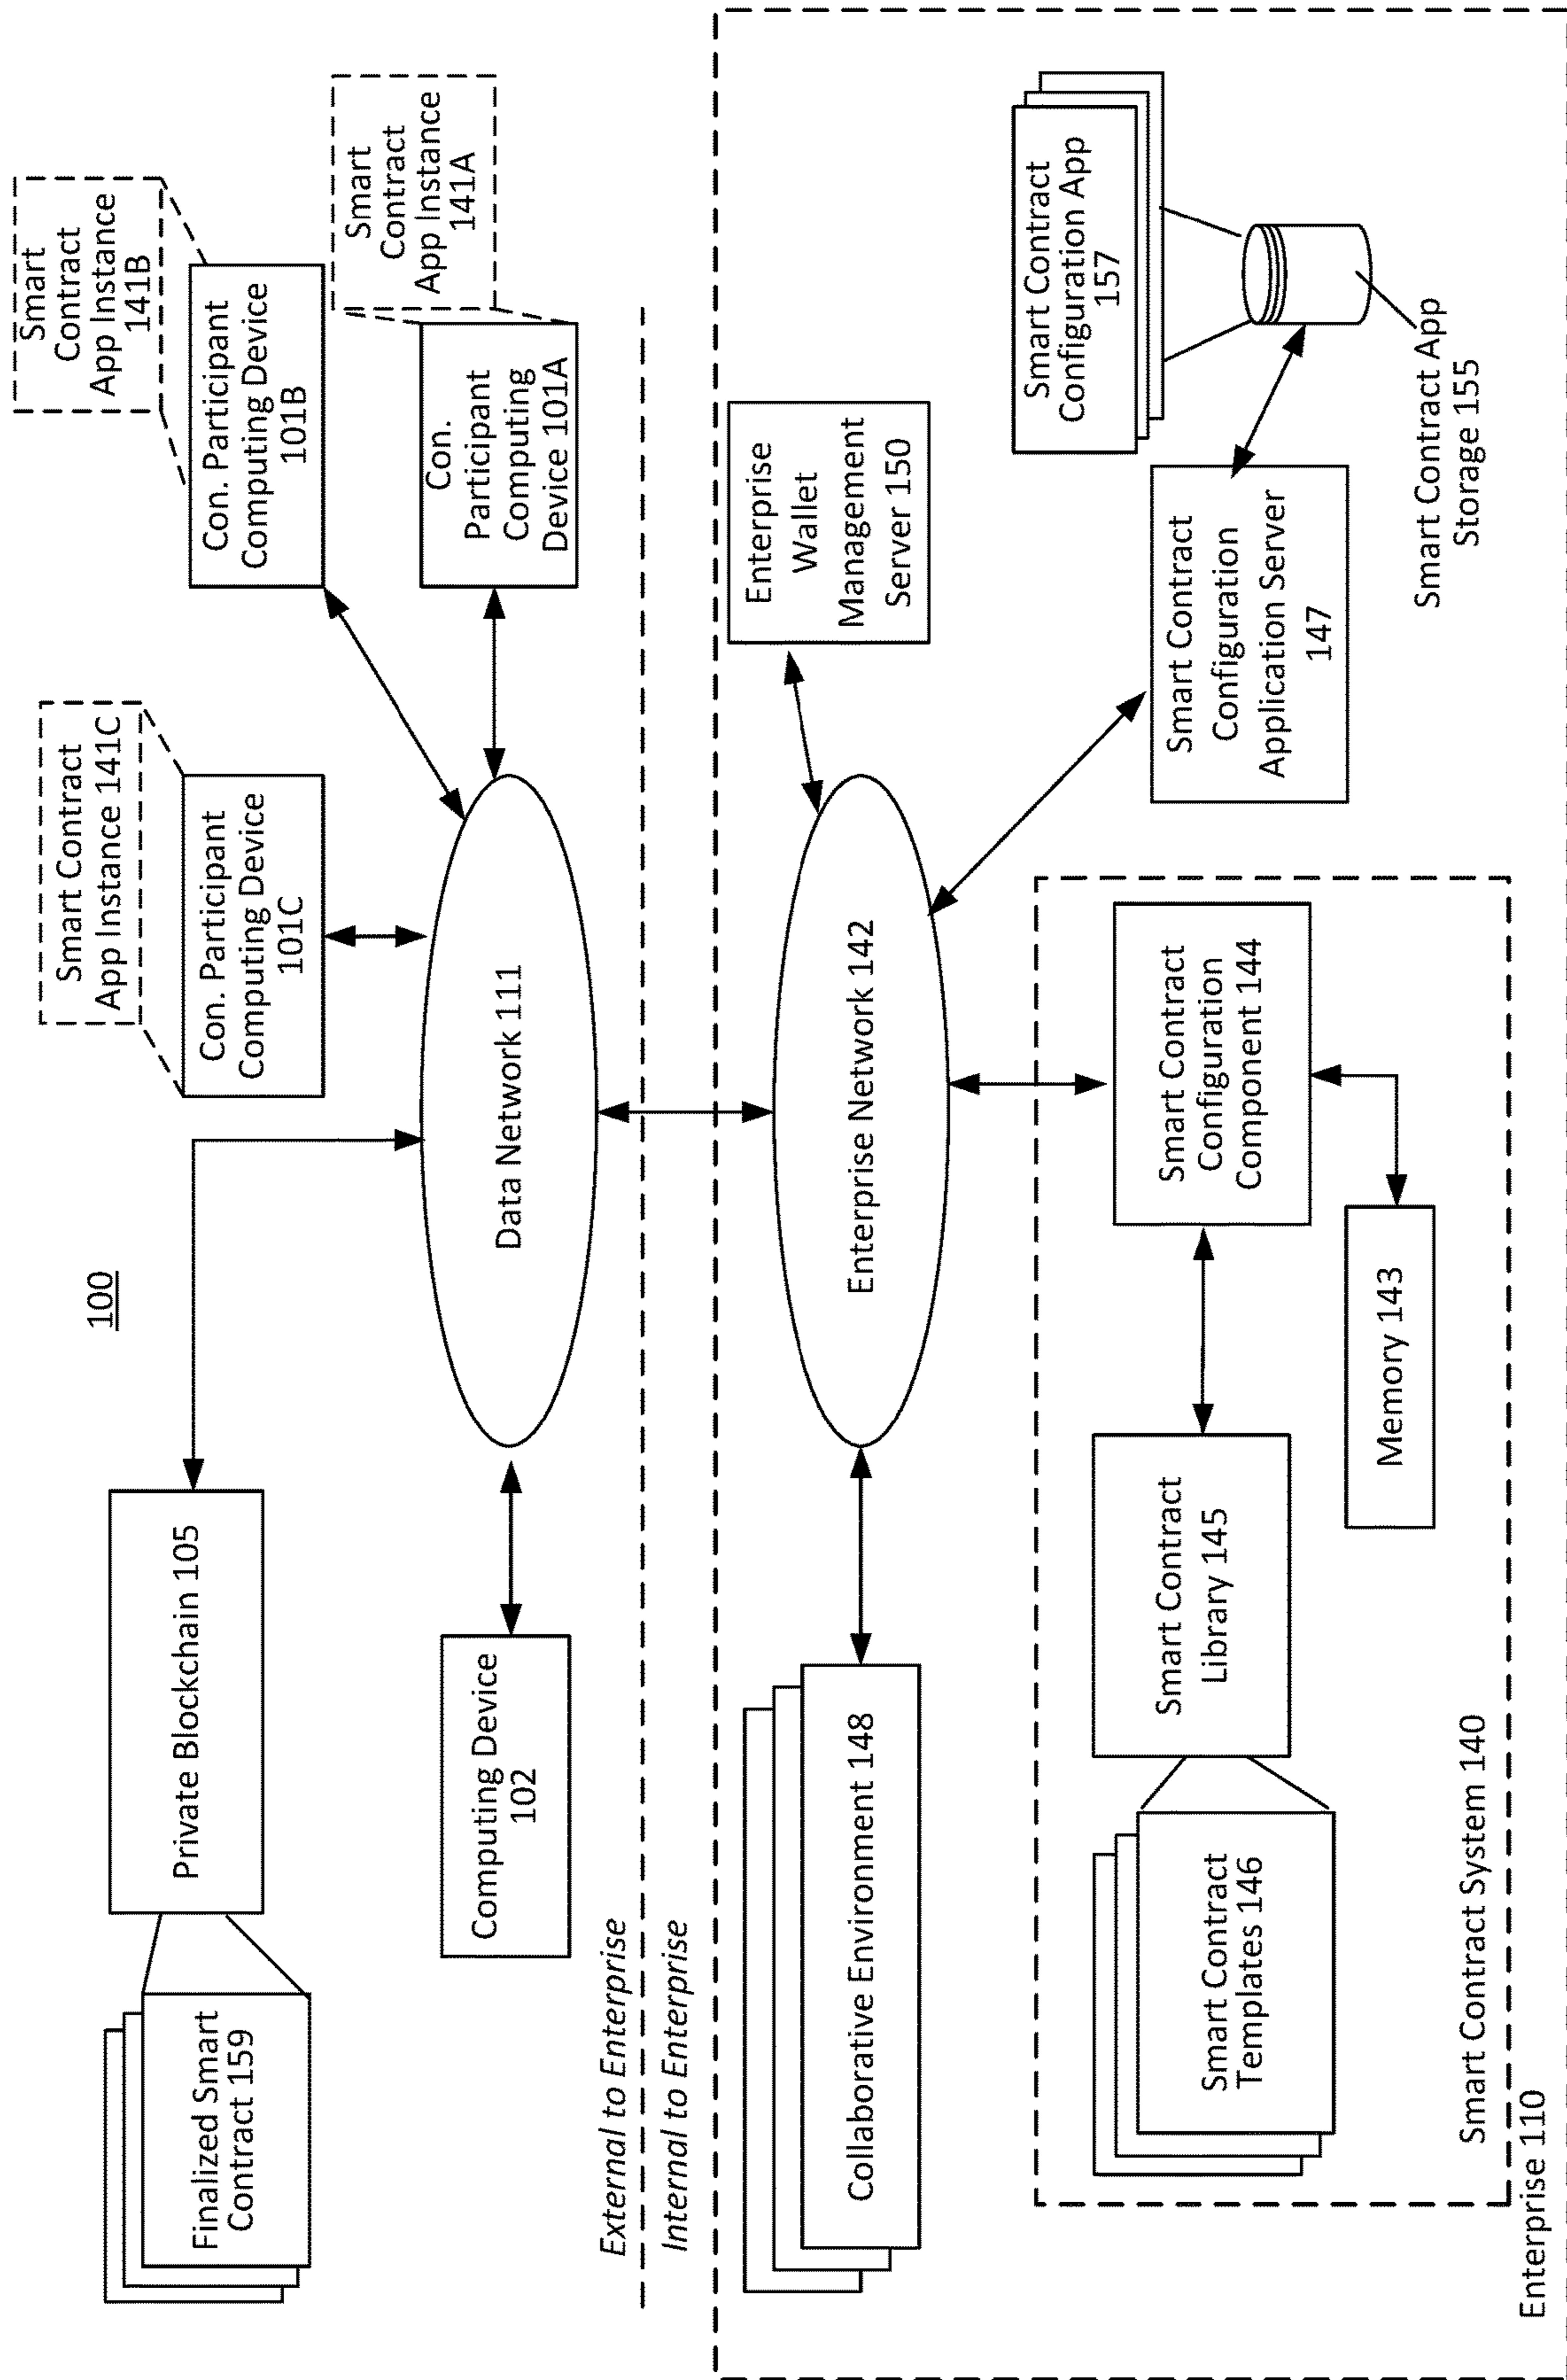 100
Finalized Smart
Contract 159
Private Blockchain 105
Smart Contract
App Instance 141C
Con. Participant
Computing Device
101C
Smart
Contract
App Instance
141B
Con. Participant
Computing Device
101B
Smart
Contract
App Instance
141A
Con.
Participant
Computing
Device 101A
Computing Device
102
Data Network 111
External to Enterprise
Internal to Enterprise
Collaborative Environment 148
Enterprise Network 142
Enterprise
Wallet
Management
Server 150
Smart Contract
Configuration App
157
Smart Contract
Configuration
Application Server
147
Smart Contract App
Storage 155
Smart Contract
Templates 146
Smart Contract
Library 145
Smart Contract
Configuration
Component 144
Memory 143
Smart Contract System 140
Enterprise 110